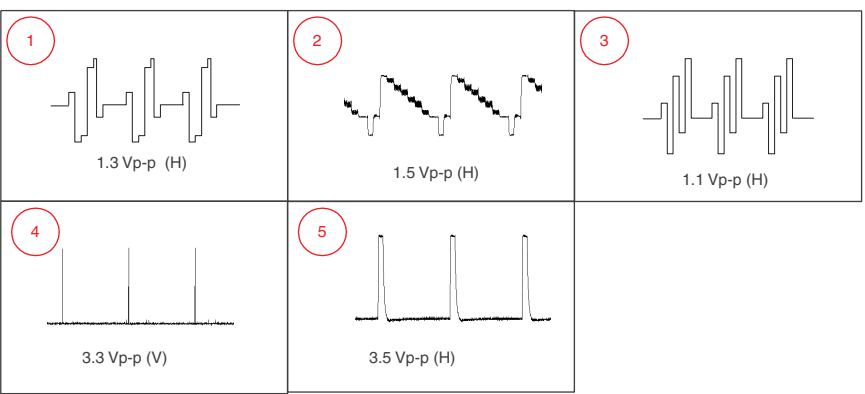 1
2
3
1.3 Vp-p (H)
1.5 Vp-p (H)
1.1 Vp-p (H)
4
5
3.3 Vp-p (V)
3.5 Vp-p (H)